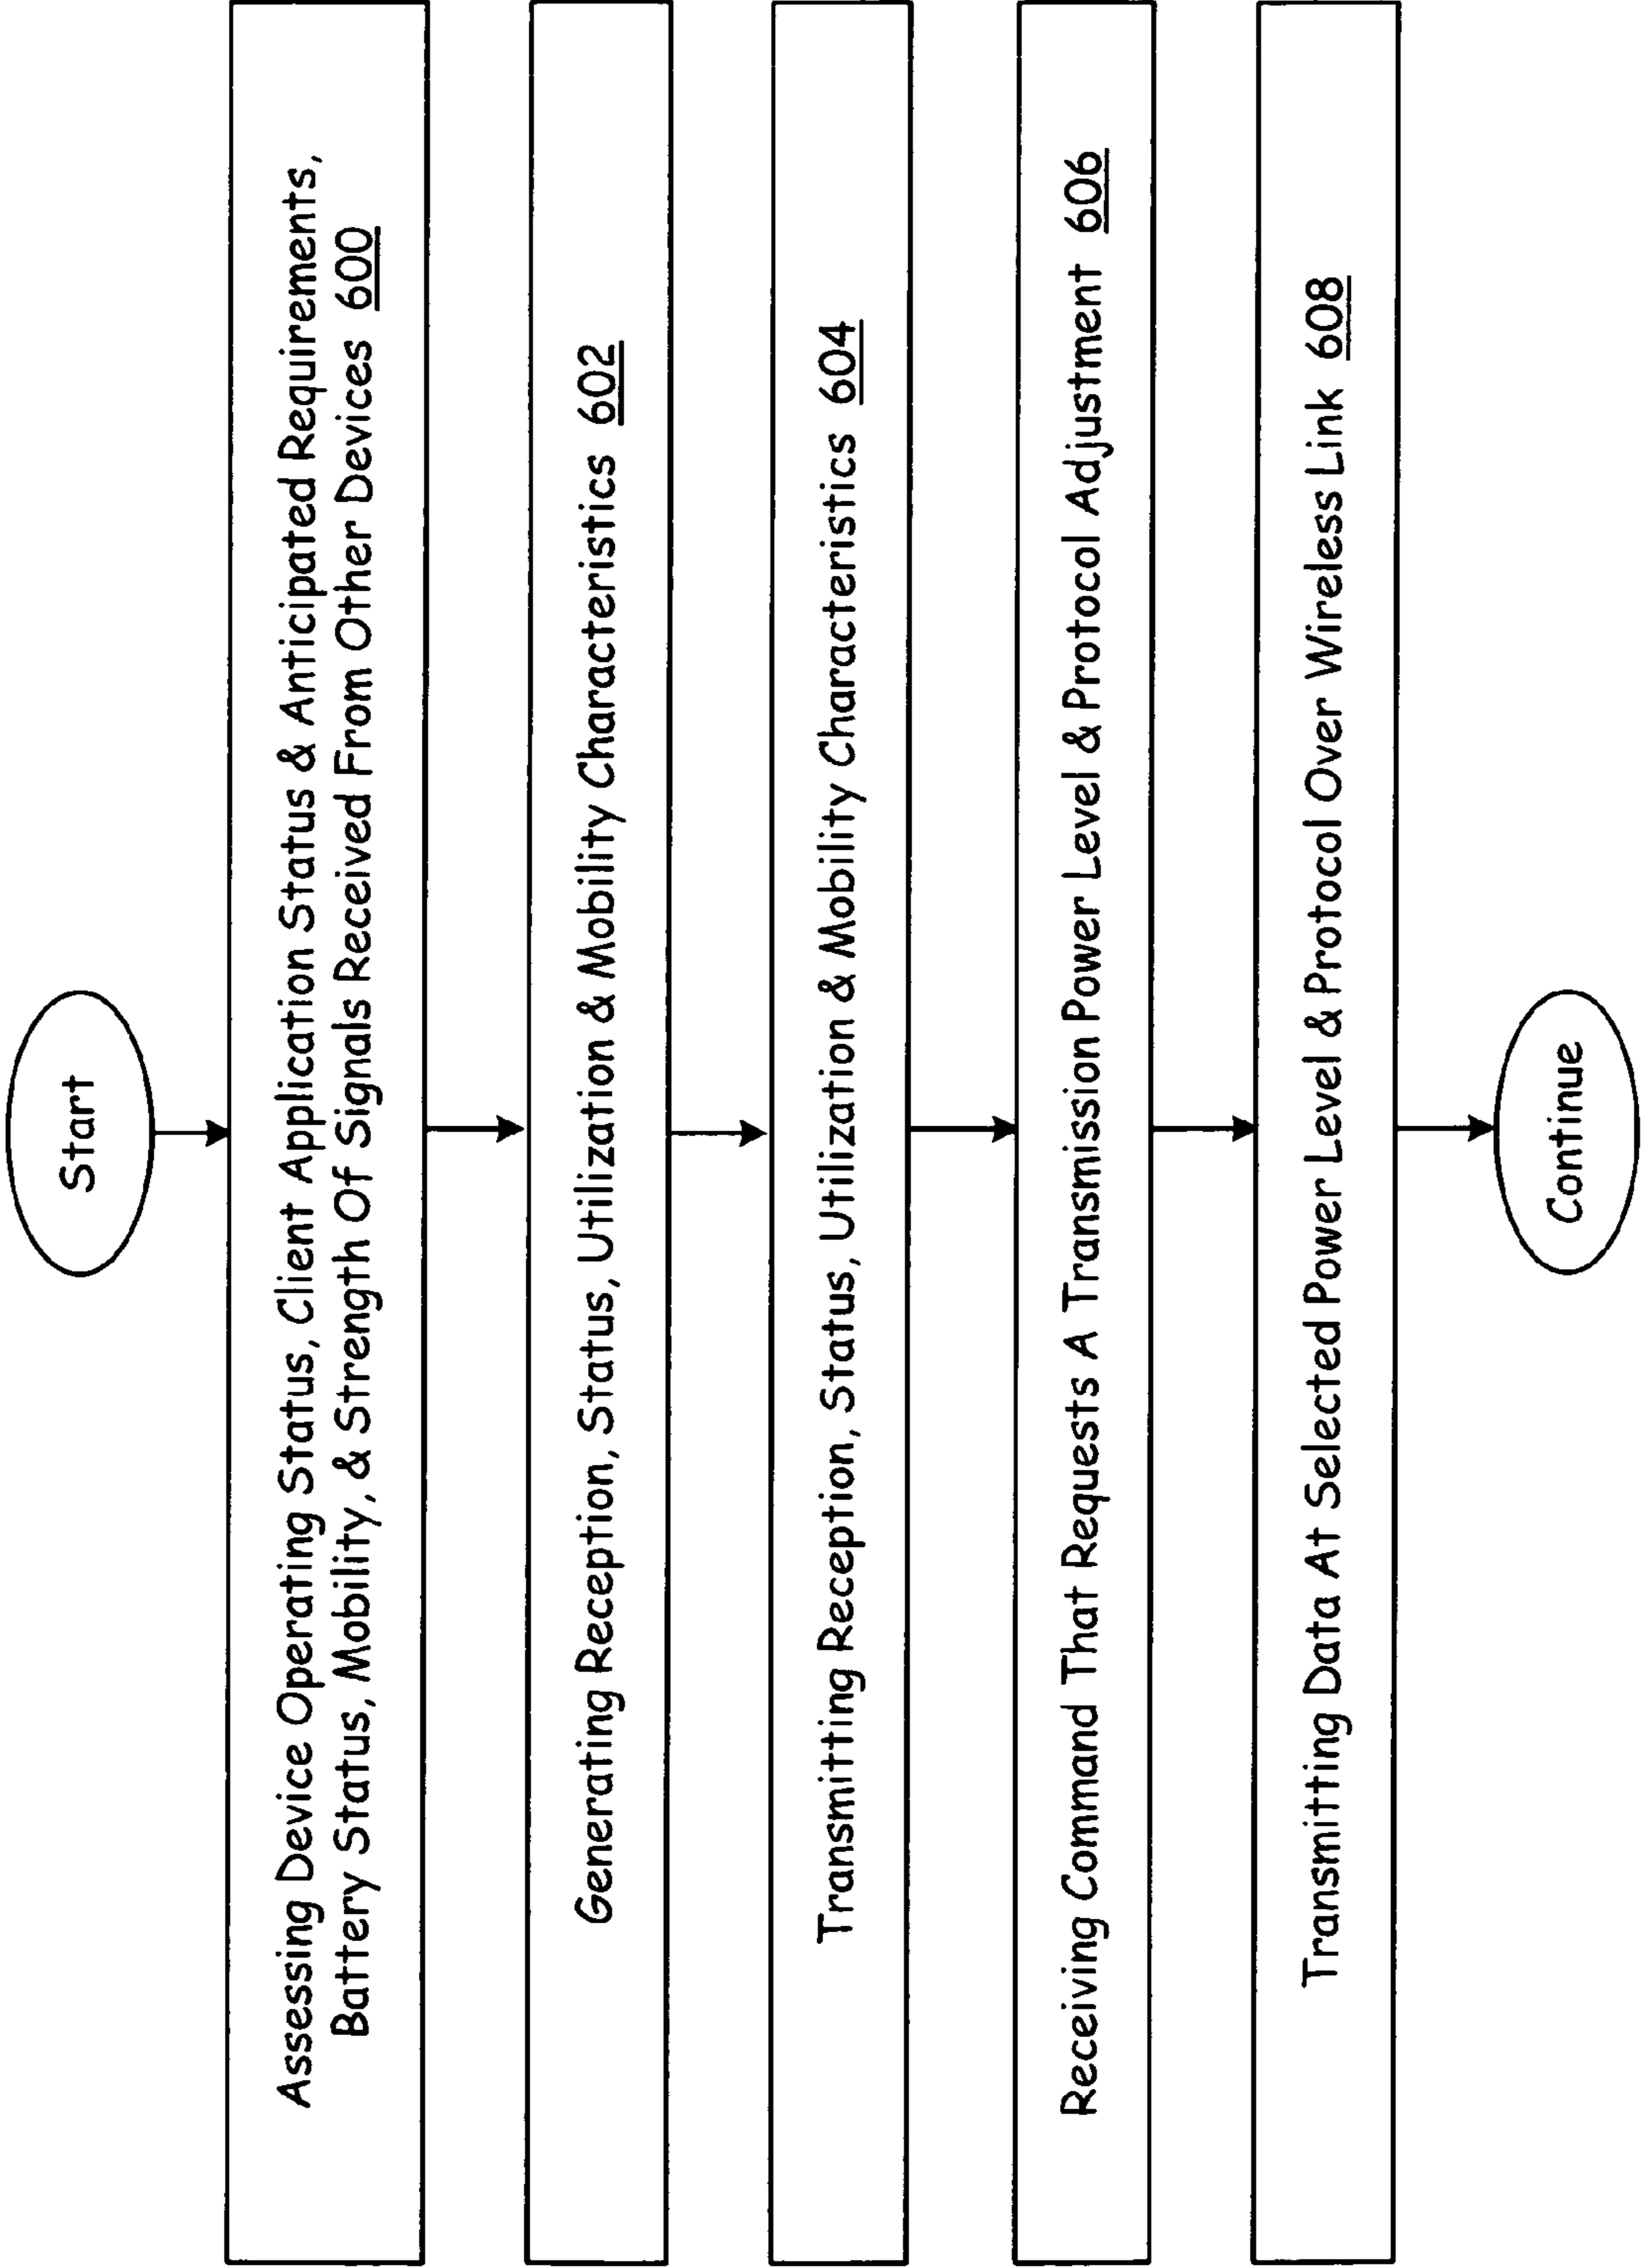 Start
Assessing Device Operating Status, Client Application Status & Anticipated Requirements,
Battery Status, Mobility, & Strength Of Signals Received From Other Devices 600
Generating Reception, Status, Utilization & Mobility Characteristics 602
Transmitting Reception, Status, Utilization & Mobility Characteristics 604
Receiving Command That Requests A Transmission Power Level & Protocol Adjustment 606
Transmitting Data At Selected Power Level & Protocol Over Wireless Link 608
Continue